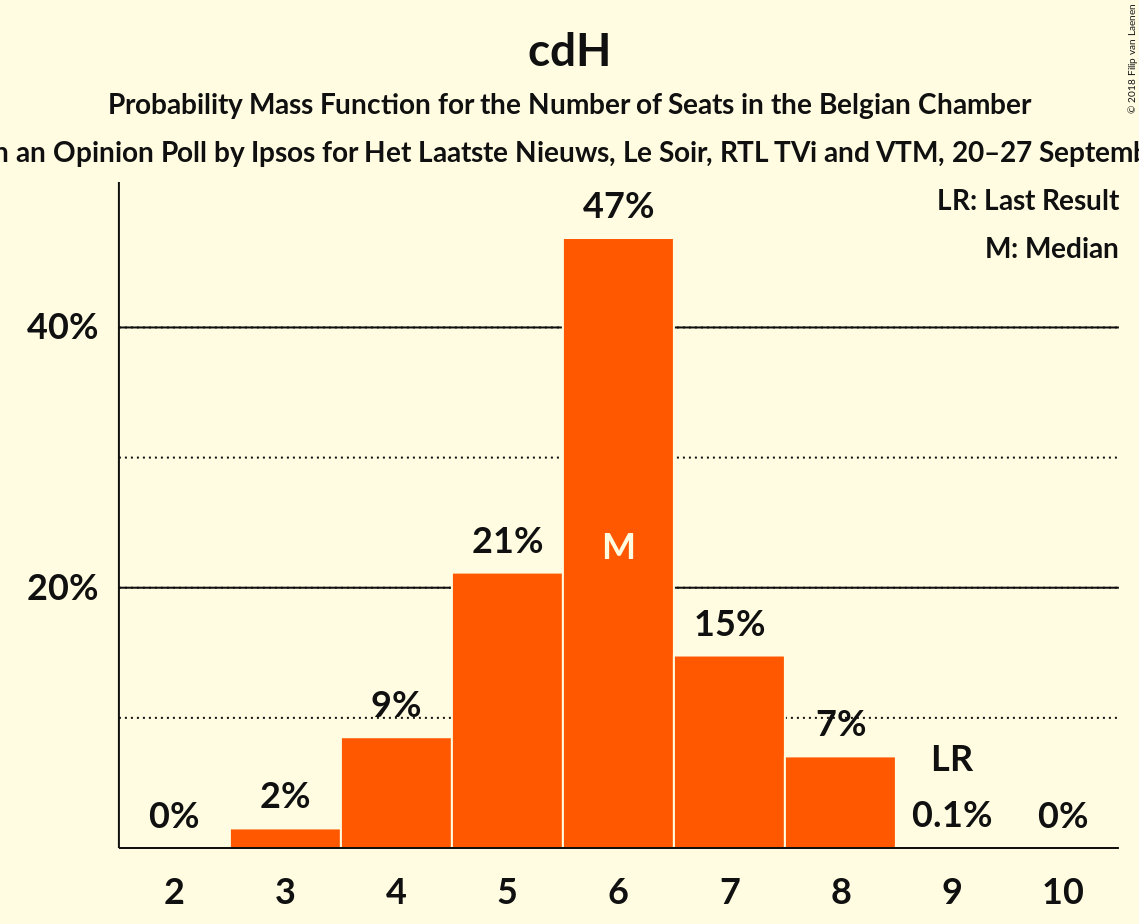 cdH
Probability Mass Function for the Number of Seats in the Belgian Chamber
an Opinion Poll by Ipsos for Het Laatste Nieuws, Le Soir, RTL TVi and VTM, 20–27
© 2018 Filip van Laenen
LR: Last Result
M: Median
47%
40%
21%
M
20%
15%
9%
7%
LR
2%
0%
0.1%
0%
2 3 4 5 6 7 8 9 10